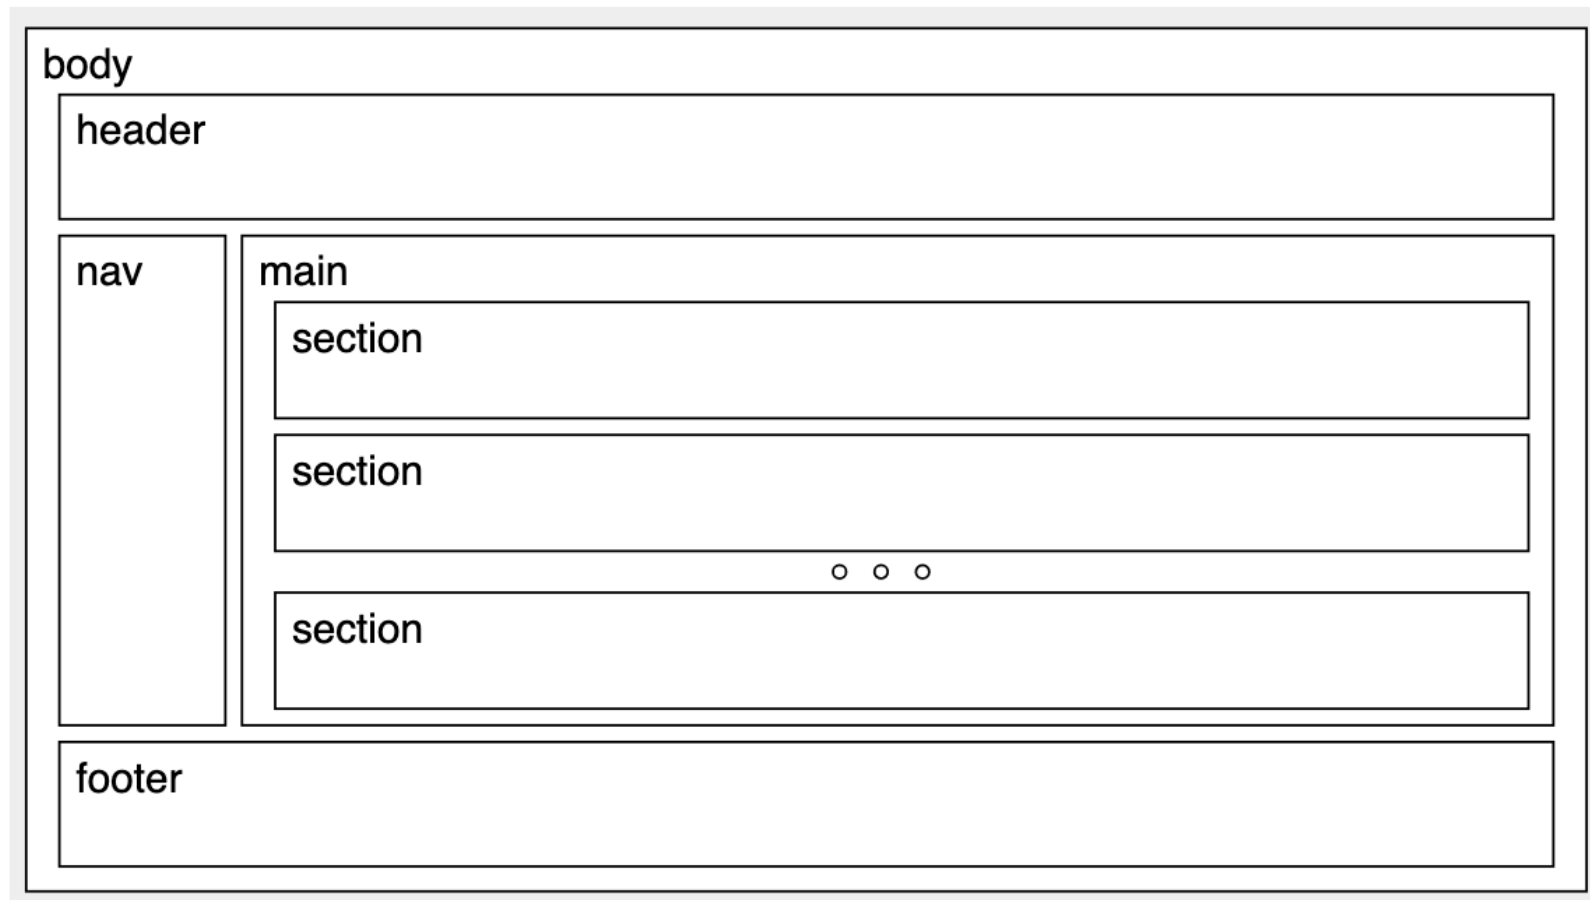 body
header
nav
main
section
section
section
footer